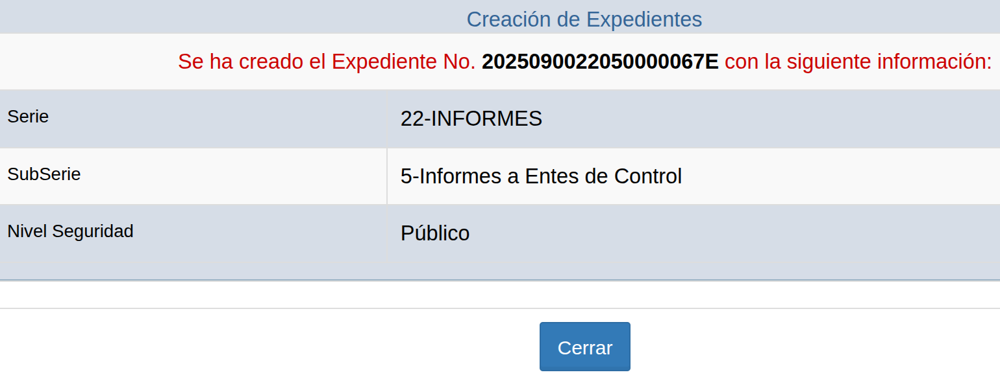 Creación de Expedientes
Se ha creado el Expediente No. 2025090022050000067E con la siguiente información:
Serie
22-INFORMES
SubSerie
5-Informes a Entes de Control
Nivel Seguridad
Público
Cerrar